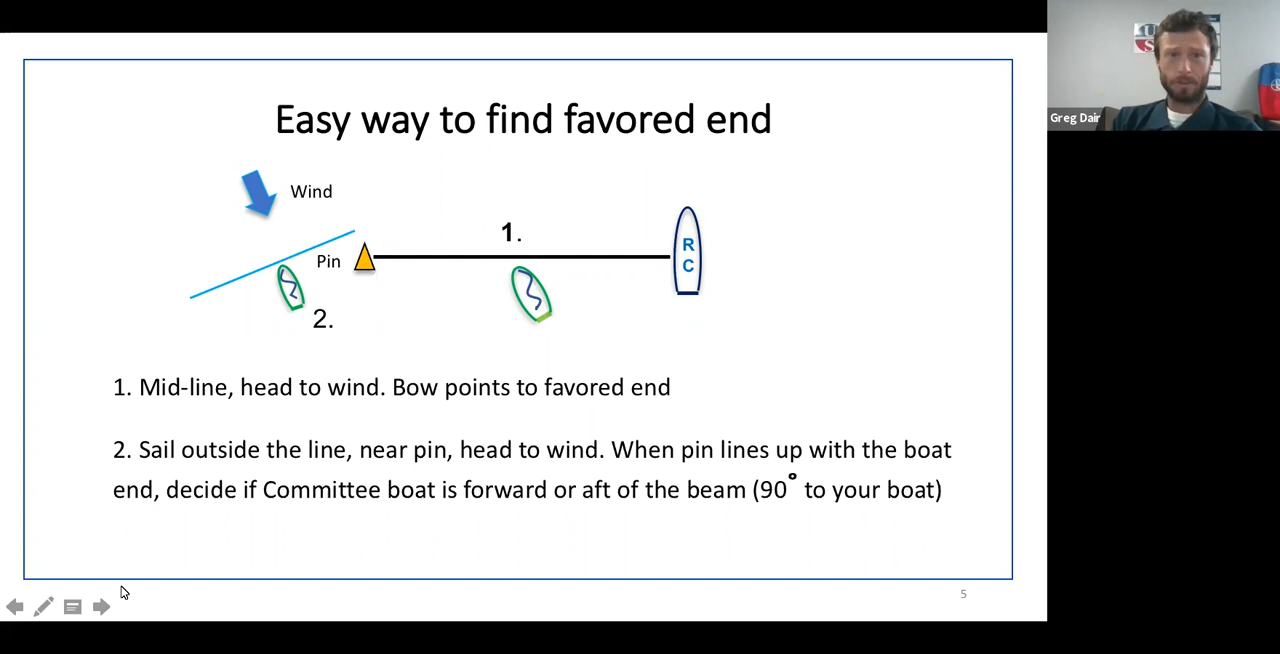 Easy way to find favored end
Wind
1.
Pin
R
C
2.
1. Mid-line, head to wind. Bow points to favored end
2. Sail outside the line, near pin, head to wind. When pin lines up with the boat
end, decide if Committee boat is forward or aft of the beam (90° to your boat)
5
Greg Dair
U
S